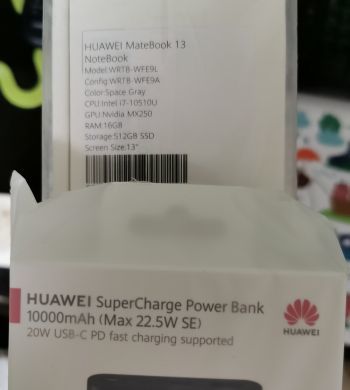 HUAWEI MateBook 13
NoteBook
Model:WRTB-WFE9L
Config:WRTB-WFE9A
Color:Space Gray
CPU:Intel i7-10510U
GPU:Nvidia MX250
RAM:16GB
Storage:512GB SSD
Screen Size:13"
HUAWEI SuperCharge Power Bank
10000mAh (Max 22.5W SE)
20W USB-C PD fast charging supported
HUAWEI